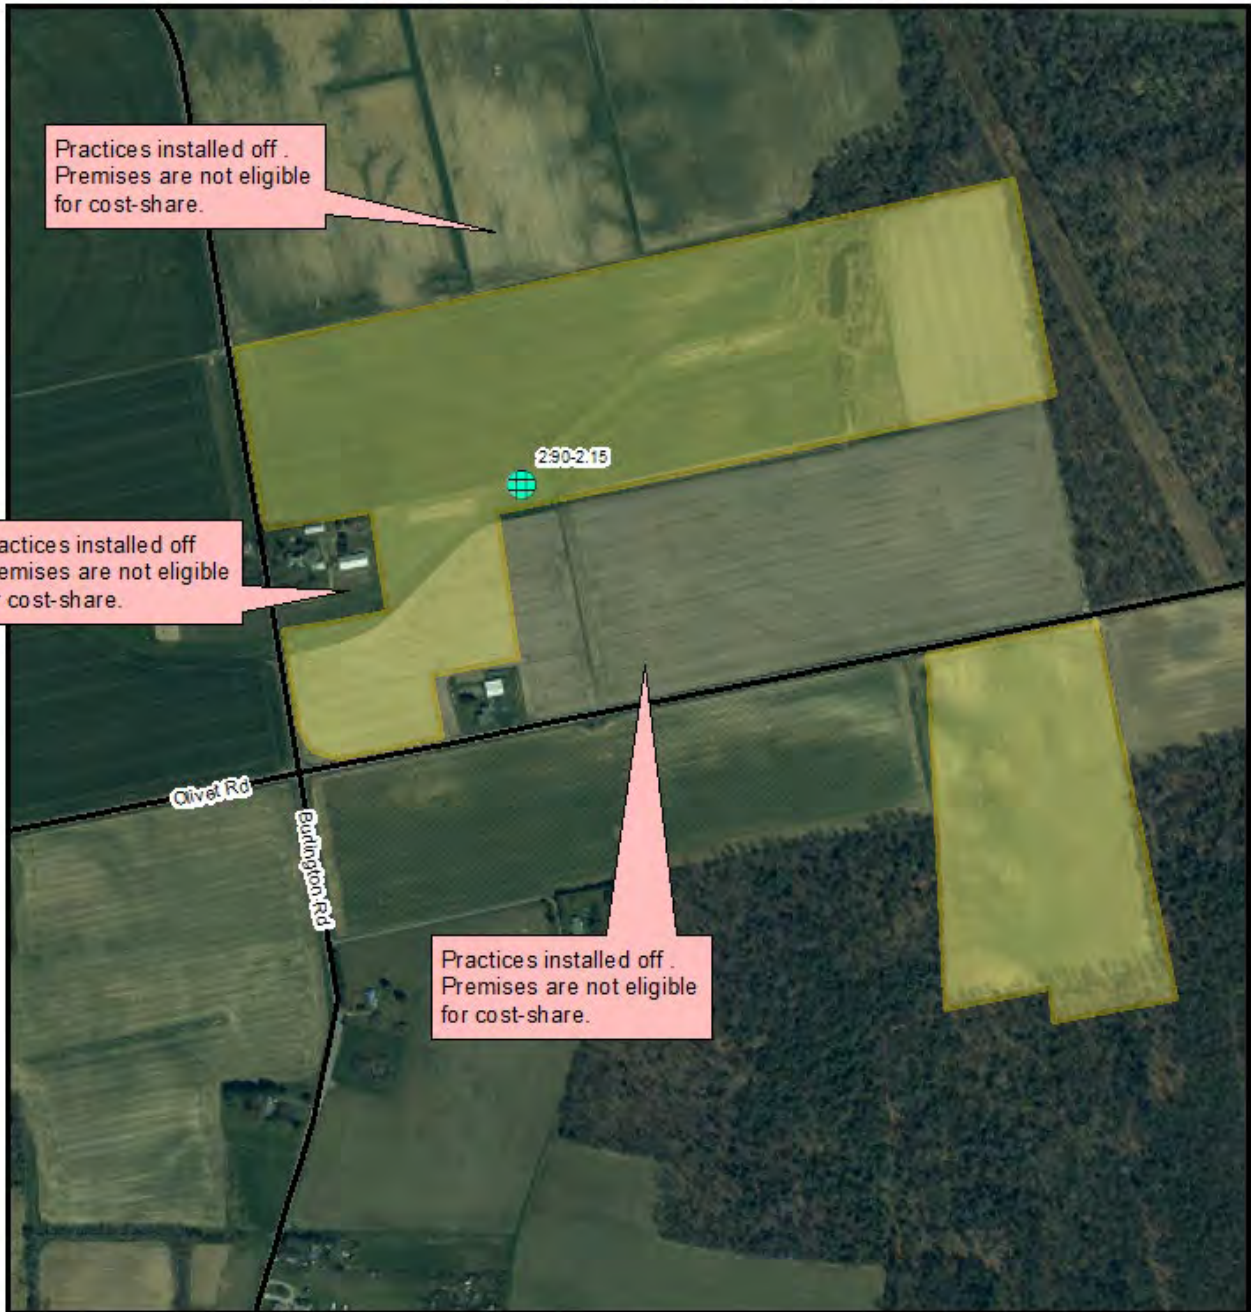 Practices installed off .
Premises are not eligible
for cost-share.
2.90-2.15
actices installed off
emises are not eligible
cost-share.
Olivet Rd
Burlington Rd
Practices installed off .
Premises are not eligible
for cost-share.